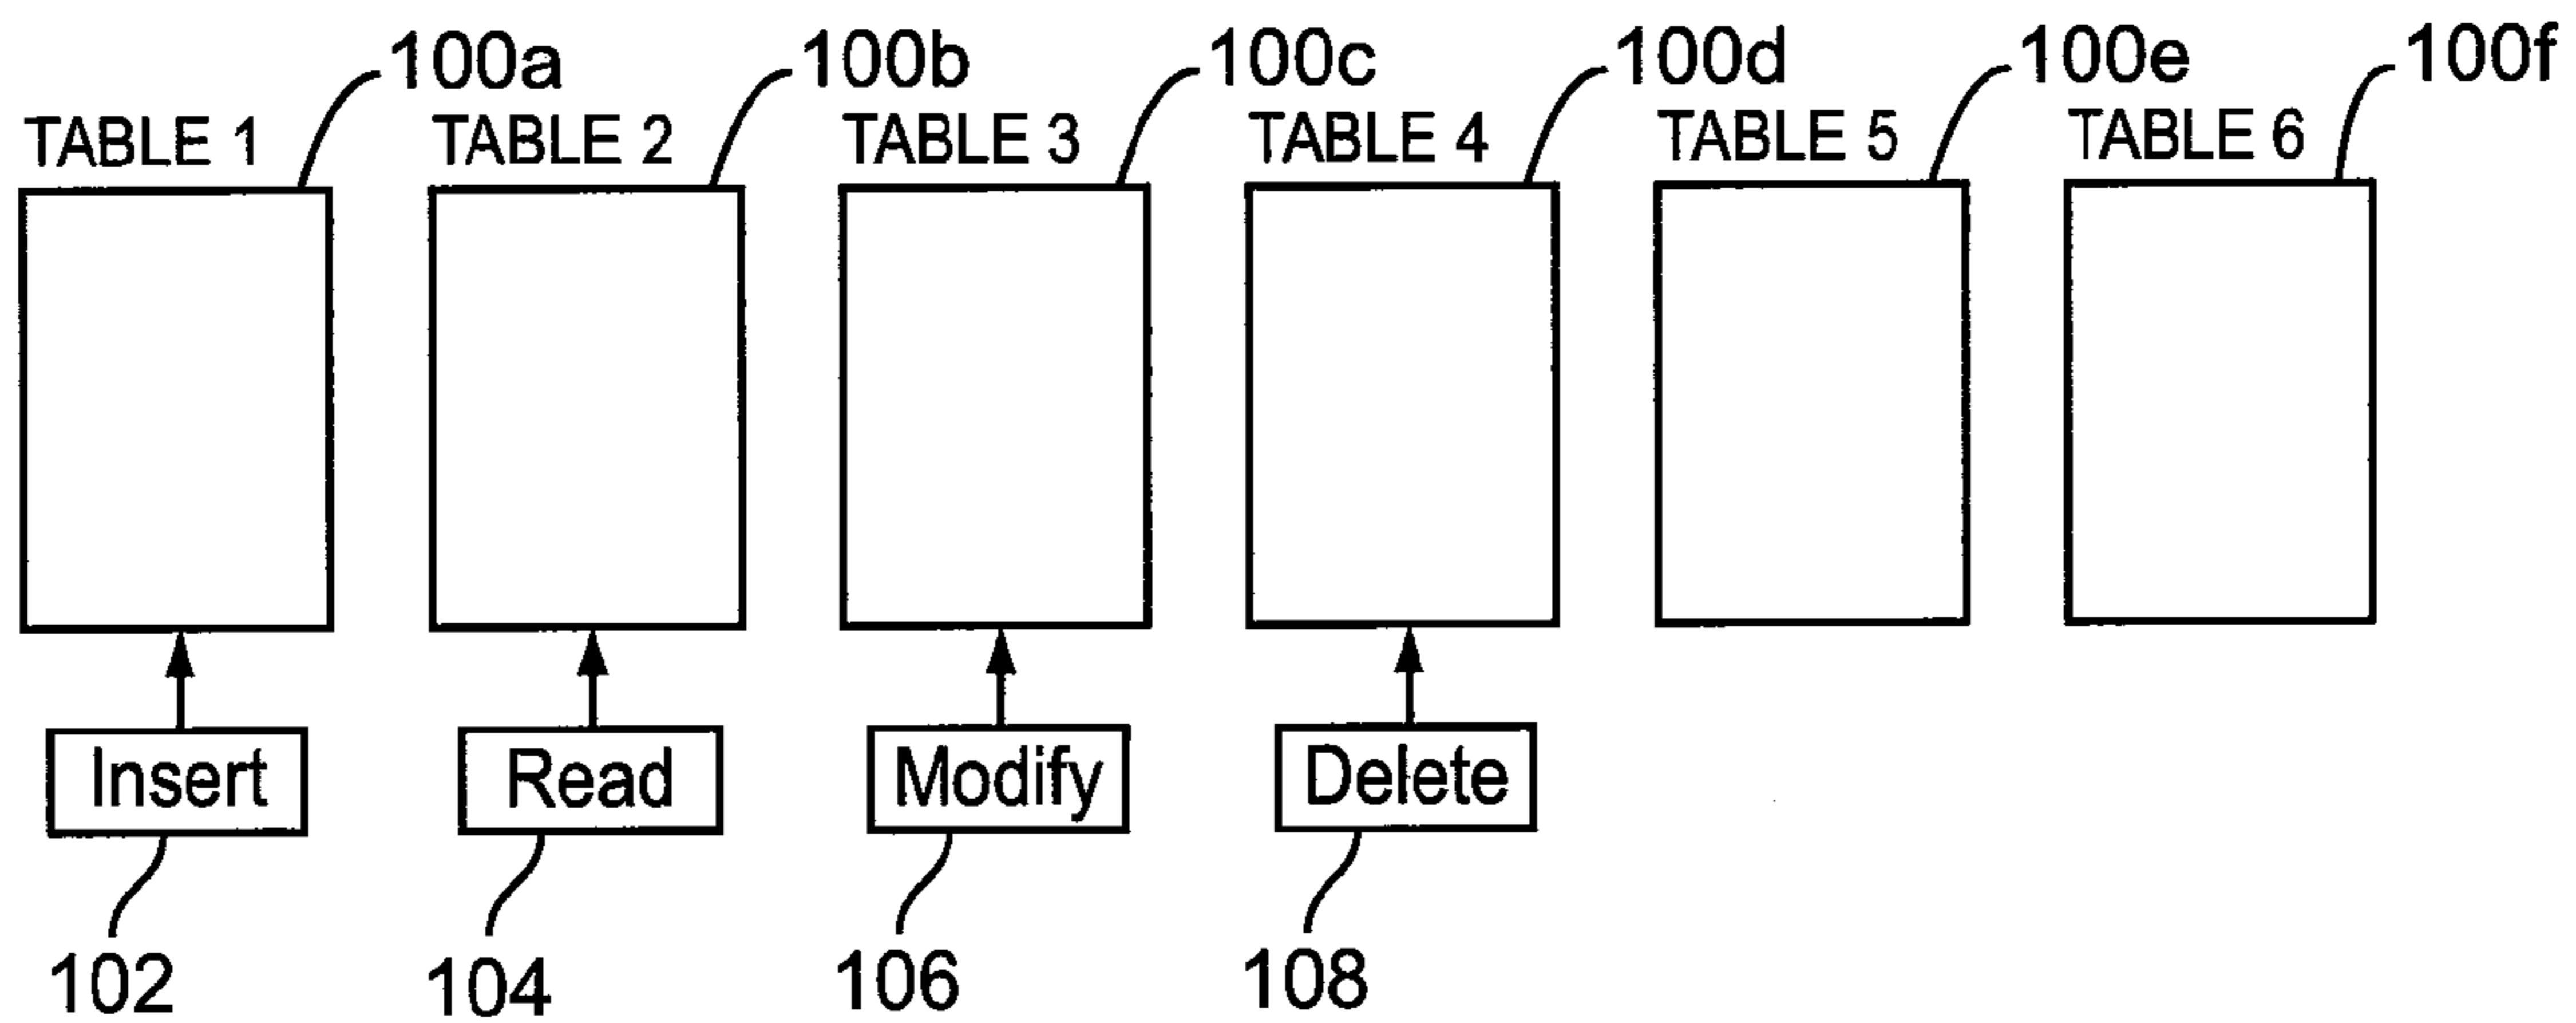 100a 100b 100c 100d 100e 100f
TABLE 1 TABLE 2 TABLE 3 TABLE 4 TABLE 5 TABLE 6
Insert Read Modify Delete
102 104 106 108